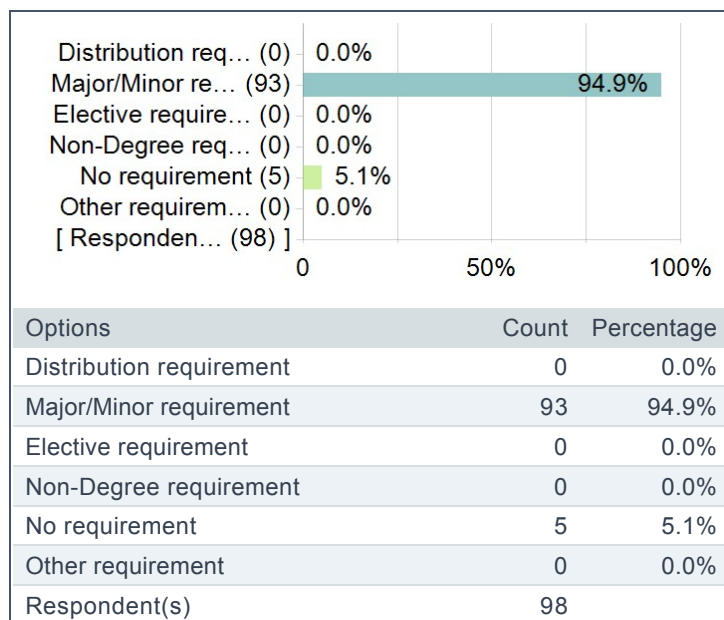 Distribution req... (0) 0.0%
Major/Minor re... (93) 94.9%
Elective require... (0) 0.0%
Non-Degree req... (0) 0.0%
No requirement (5) 5.1%
Other requirem... (0) 0.0%
[ Responden... (98) ]
0 50% 100%
Options Count Percentage
Distribution requirement 0 0.0%
Major/Minor requirement 93 94.9%
Elective requirement 0 0.0%
Non-Degree requirement 0 0.0%
No requirement 5 5.1%
Other requirement 0 0.0%
Respondent(s) 98